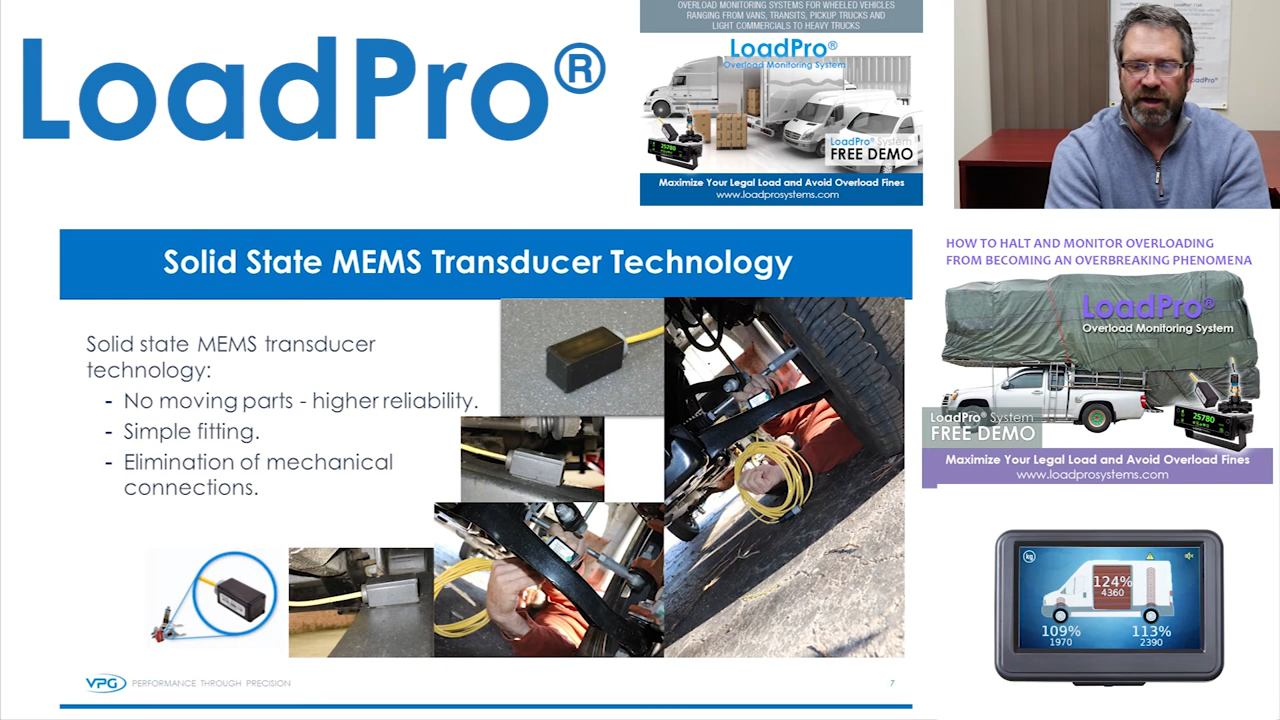 LoadPro®
OVERLOAD MONITORING SYSTEMS FOR WHEELED VEHICLES
RANGING FROM VANS, TRANSITS, PICKUP TRUCKS AND
LIGHT COMMERCIALS TO HEAVY TRUCKS
LoadPro®
Overload Monitoring System
25780
LoadPro® System
FREE DEMO
Maximize Your Legal Load and Avoid Overload Fines
www.loadprosystems.com
Solid State MEMS Transducer Technology
Solid state MEMS transducer
technology:
- No moving parts - higher reliability.
- Simple fitting.
- Elimination of mechanical
connections.
VPG PERFORMANCE THROUGH PRECISION
7
HOW TO HALT AND MONITOR OVERLOADING
FROM BECOMING AN OVERBREAKING PHENOMENA
LoadPro®
Overload Monitoring System
25780
LoadPro® System
FREE DEMO
Maximize Your Legal Load and Avoid Overload Fines
www.loadprosystems.com
kg
124%
4360
109%
1970
113%
2390